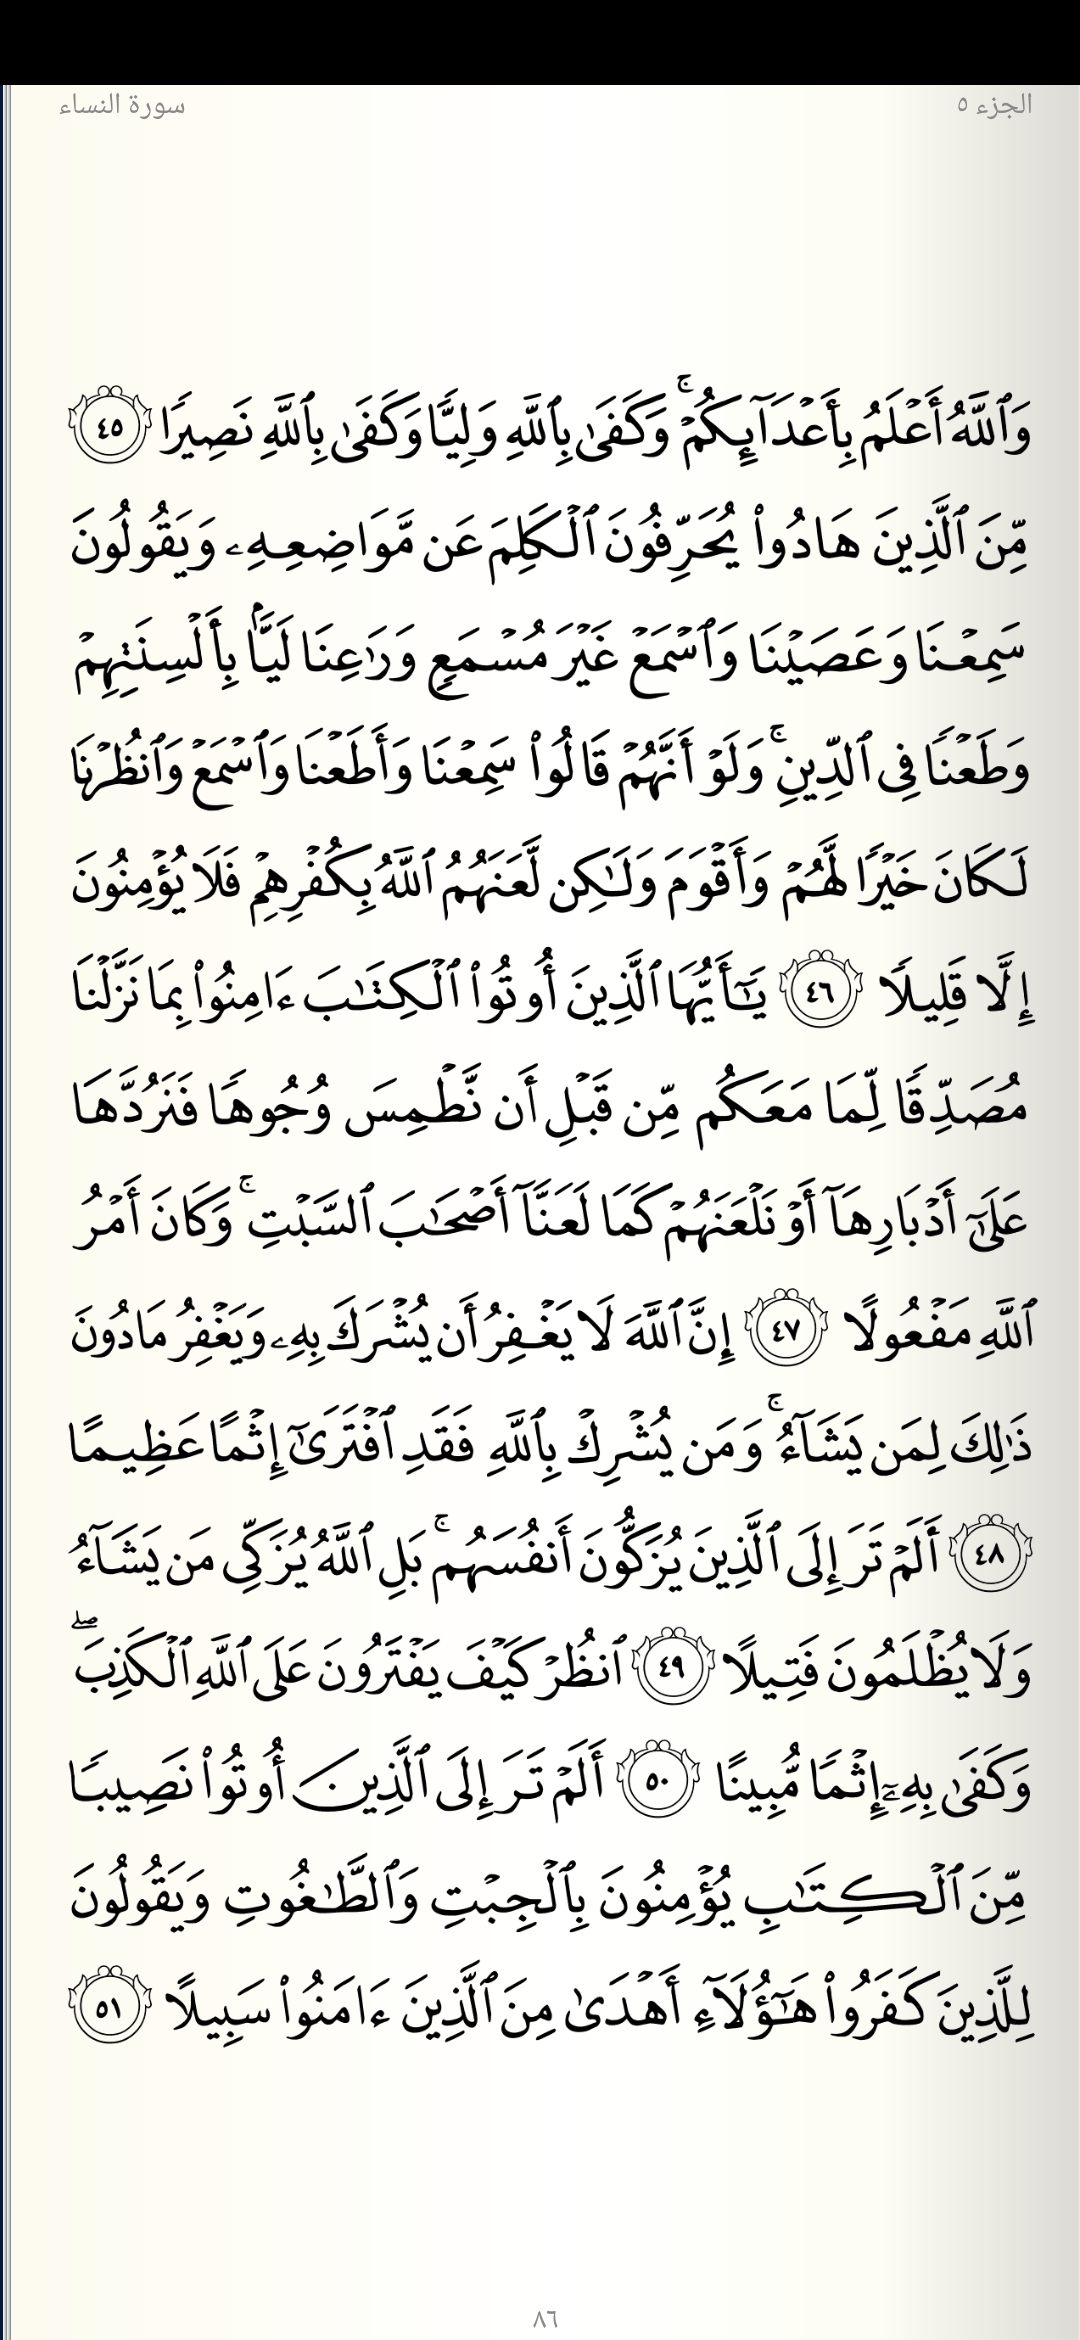 الجزء ٥
سورة النساء
وَٱللَّهُ أَعْلَمُ بِأَعْدَآئِكُمْ ۚ وَكَفَىٰ بِٱللَّهِ وَلِيًّا وَكَفَىٰ بِٱللَّهِ نَصِيرًا ٤٥
مِّنَ ٱلَّذِينَ هَادُوا۟ يُحَرِّفُونَ ٱلْكَلِمَ عَن مَّوَاضِعِهِۦ وَيَقُولُونَ
سَمِعْنَا وَعَصَيْنَا وَٱسْمَعْ غَيْرَ مُسْمَعٍ وَرَٰعِنَا لَيًّۢا بِأَلْسِنَتِهِمْ
وَطَعْنًا فِى ٱلدِّينِ ۚ وَلَوْ أَنَّهُمْ قَالُوا۟ سَمِعْنَا وَأَطَعْنَا وَٱسْمَعْ وَٱنظُرْنَا
لَكَانَ خَيْرًا لَّهُمْ وَأَقْوَمَ وَلَٰكِن لَّعَنَهُمُ ٱللَّهُ بِكُفْرِهِمْ فَلَا يُؤْمِنُونَ
إِلَّا قَلِيلًا ٤٦ يَٰٓأَيُّهَا ٱلَّذِينَ أُوتُوا۟ ٱلْكِتَٰبَ ءَامِنُوا۟ بِمَا نَزَّلْنَا
مُصَدِّقًا لِّمَا مَعَكُم مِّن قَبْلِ أَن نَّطْمِسَ وُجُوهًا فَنَرُدَّهَا
عَلَىٰٓ أَدْبَارِهَآ أَوْ نَلْعَنَهُمْ كَمَا لَعَنَّآ أَصْحَٰبَ ٱلسَّبْتِ ۚ وَكَانَ أَمْرُ
ٱللَّهِ مَفْعُولًا ٤٧ إِنَّ ٱللَّهَ لَا يَغْفِرُ أَن يُشْرَكَ بِهِۦ وَيَغْفِرُ مَا دُونَ
ذَٰلِكَ لِمَن يَشَآءُ ۚ وَمَن يُشْرِكْ بِٱللَّهِ فَقَدِ ٱفْتَرَىٰٓ إِثْمًا عَظِيمًا
٤٨ أَلَمْ تَرَ إِلَى ٱلَّذِينَ يُزَكُّونَ أَنفُسَهُم ۚ بَلِ ٱللَّهُ يُزَكِّى مَن يَشَآءُ
وَلَا يُظْلَمُونَ فَتِيلًا ٤٩ ٱنظُرْ كَيْفَ يَفْتَرُونَ عَلَى ٱللَّهِ ٱلْكَذِبَ ۖ
وَكَفَىٰ بِهِۦٓ إِثْمًا مُّبِينًا ٥٠ أَلَمْ تَرَ إِلَى ٱلَّذِينَ أُوتُوا۟ نَصِيبًا
مِّنَ ٱلْكِتَٰبِ يُؤْمِنُونَ بِٱلْجِبْتِ وَٱلطَّٰغُوتِ وَيَقُولُونَ
لِلَّذِينَ كَفَرُوا۟ هَٰٓؤُلَآءِ أَهْدَىٰ مِنَ ٱلَّذِينَ ءَامَنُوا۟ سَبِيلًا ٥١
٨٦